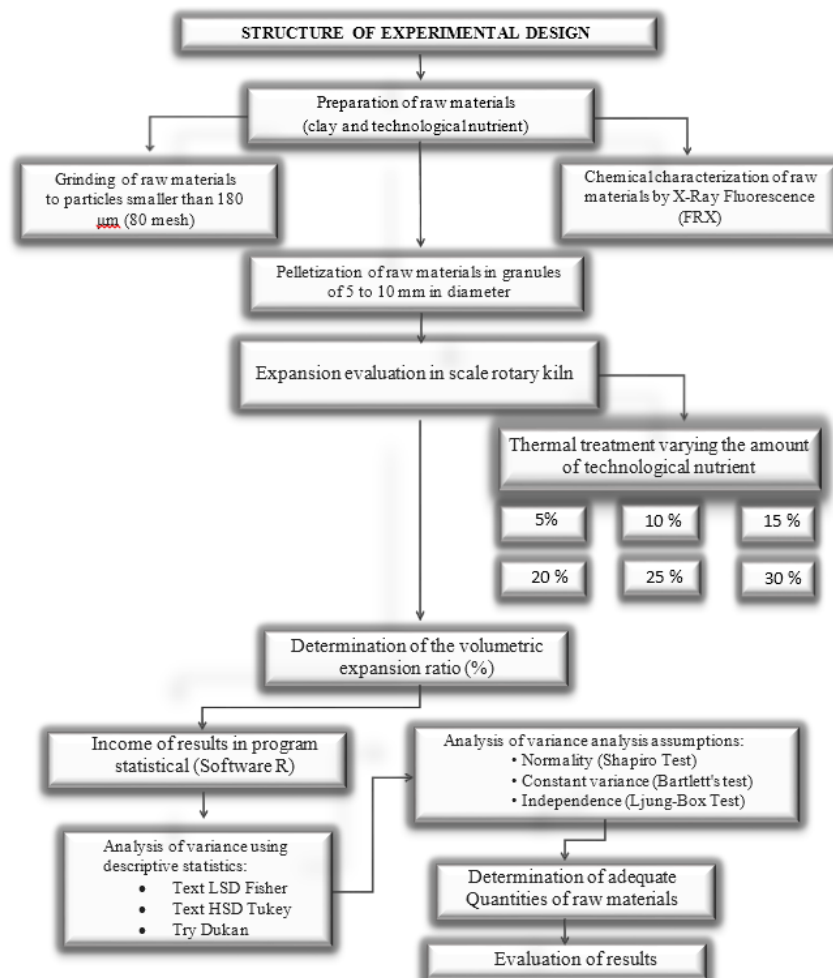 STRUCTURE OF EXPERIMENTAL DESIGN
Preparation of raw materials
(clay and technological nutrient)
Grinding of raw materials
to particles smaller than 180
µm (80 mesh)
Chemical characterization of raw
materials by X-Ray Fluorescence
(FRX)
Pelletization of raw materials in granules
of 5 to 10 mm in diameter
Expansion evaluation in scale rotary kiln
Thermal treatment varying the amount
of technological nutrient
5%
10 %
15 %
20 %
25 %
30 %
Determination of the volumetric
expansion ratio (%)
Income of results in program
statistical (Software R)
Analysis of variance using
descriptive statistics:
• Text LSD Fisher
• Text HSD Tukey
• Try Dukan
Analysis of variance analysis assumptions:
• Normality (Shapiro Test)
• Constant variance (Bartlett's test)
• Independence (Ljung-Box Test)
Determination of adequate
Quantities of raw materials
Evaluation of results